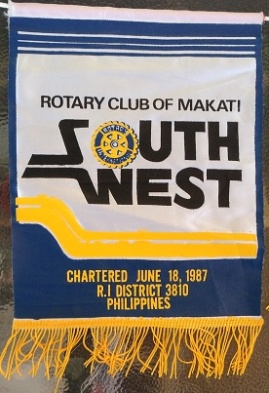 ROTARY CLUB OF MAKATI
SOUTH
WEST
CHARTERED JUNE 18, 1987
R.I DISTRICT 3810
PHILIPPINES